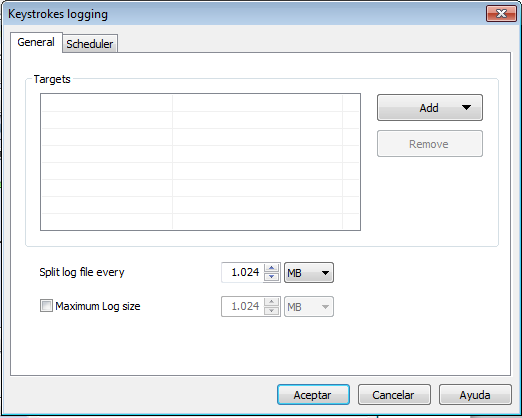 Keystrokes logging
General Scheduler
Targets
Add
Remove
Split log file every 1.024 MB
Maximum Log size 1.024 MB
Aceptar Cancelar Ayuda